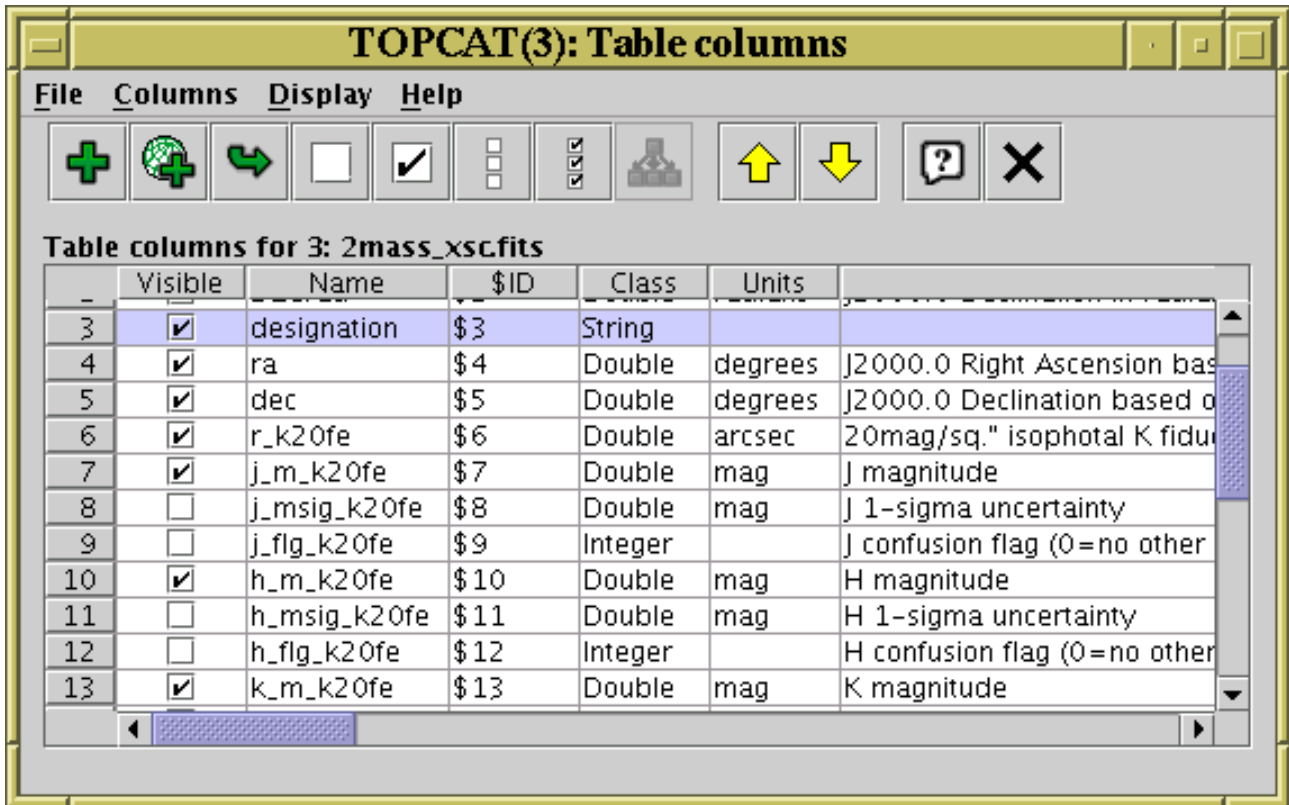 TOPCAT(3): Table columns
File Columns Display Help
Table columns for 3: 2mass_xsc.fits
Visible Name $ID Class Units
3 designation $3 String
4 ra $4 Double degrees J2000.0 Right Ascension bas
5 dec $5 Double degrees J2000.0 Declination based o
6 r_k20fe $6 Double arcsec 20mag/sq." isophotal K fidu
7 j_m_k20fe $7 Double mag J magnitude
8 j_msig_k20fe $8 Double mag J 1-sigma uncertainty
9 j_flg_k20fe $9 Integer J confusion flag (0=no other
10 h_m_k20fe $10 Double mag H magnitude
11 h_msig_k20fe $11 Double mag H 1-sigma uncertainty
12 h_flg_k20fe $12 Integer H confusion flag (0=no other
13 k_m_k20fe $13 Double mag K magnitude